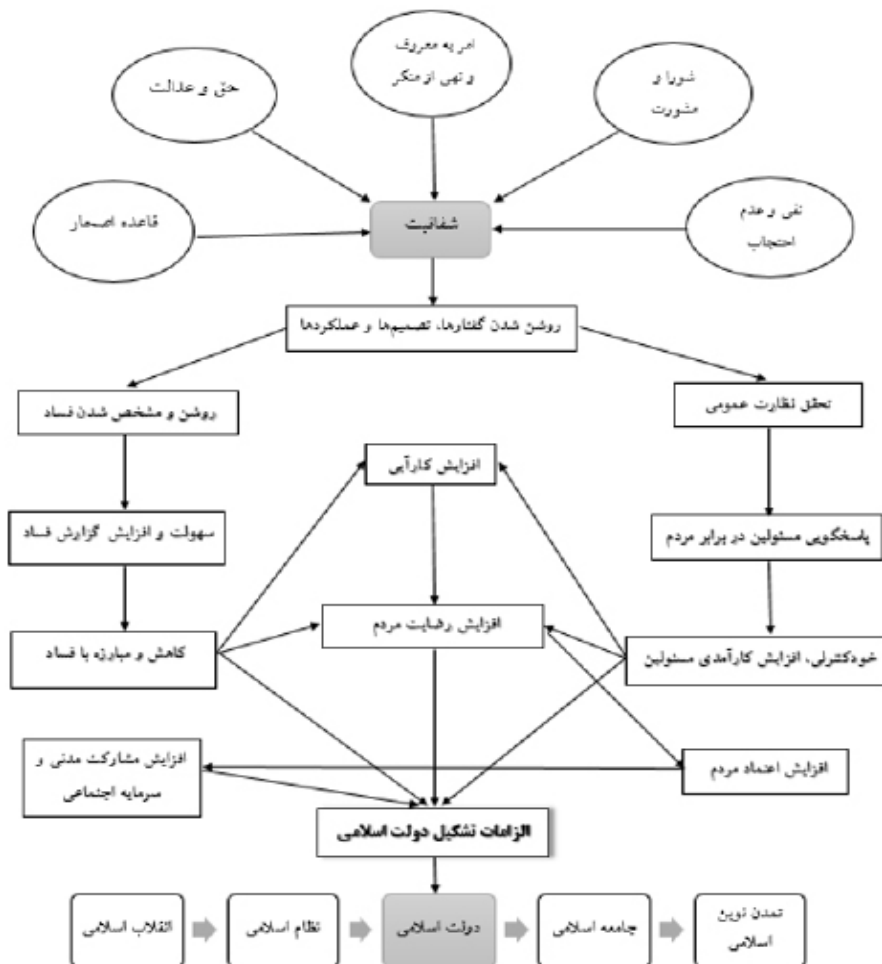 امر به معروف
و نهی از منکر
شورا و
مشورت
حق و عدالت
نفی و عدم
احتجاب
شفافیت
قاعده اصحار
روشن شدن گفتارها، تصمیم‌ها و عملکردها
تحقق نظارت عمومی
روشن و مشخص شدن فساد
افزایش کارآیی
پاسخگویی مسئولین در برابر مردم
سهولت و افزایش گزارش فساد
افزایش رضایت مردم
خودکنترلی، افزایش کارآمدی مسئولین
کاهش و مبارزه با فساد
افزایش اعتماد مردم
افزایش مشارکت مدنی و
سرمایه اجتماعی
الزامات تشکیل دولت اسلامی
انقلاب اسلامی
نظام اسلامی
دولت اسلامی
جامعه اسلامی
تمدن نوین
اسلامی